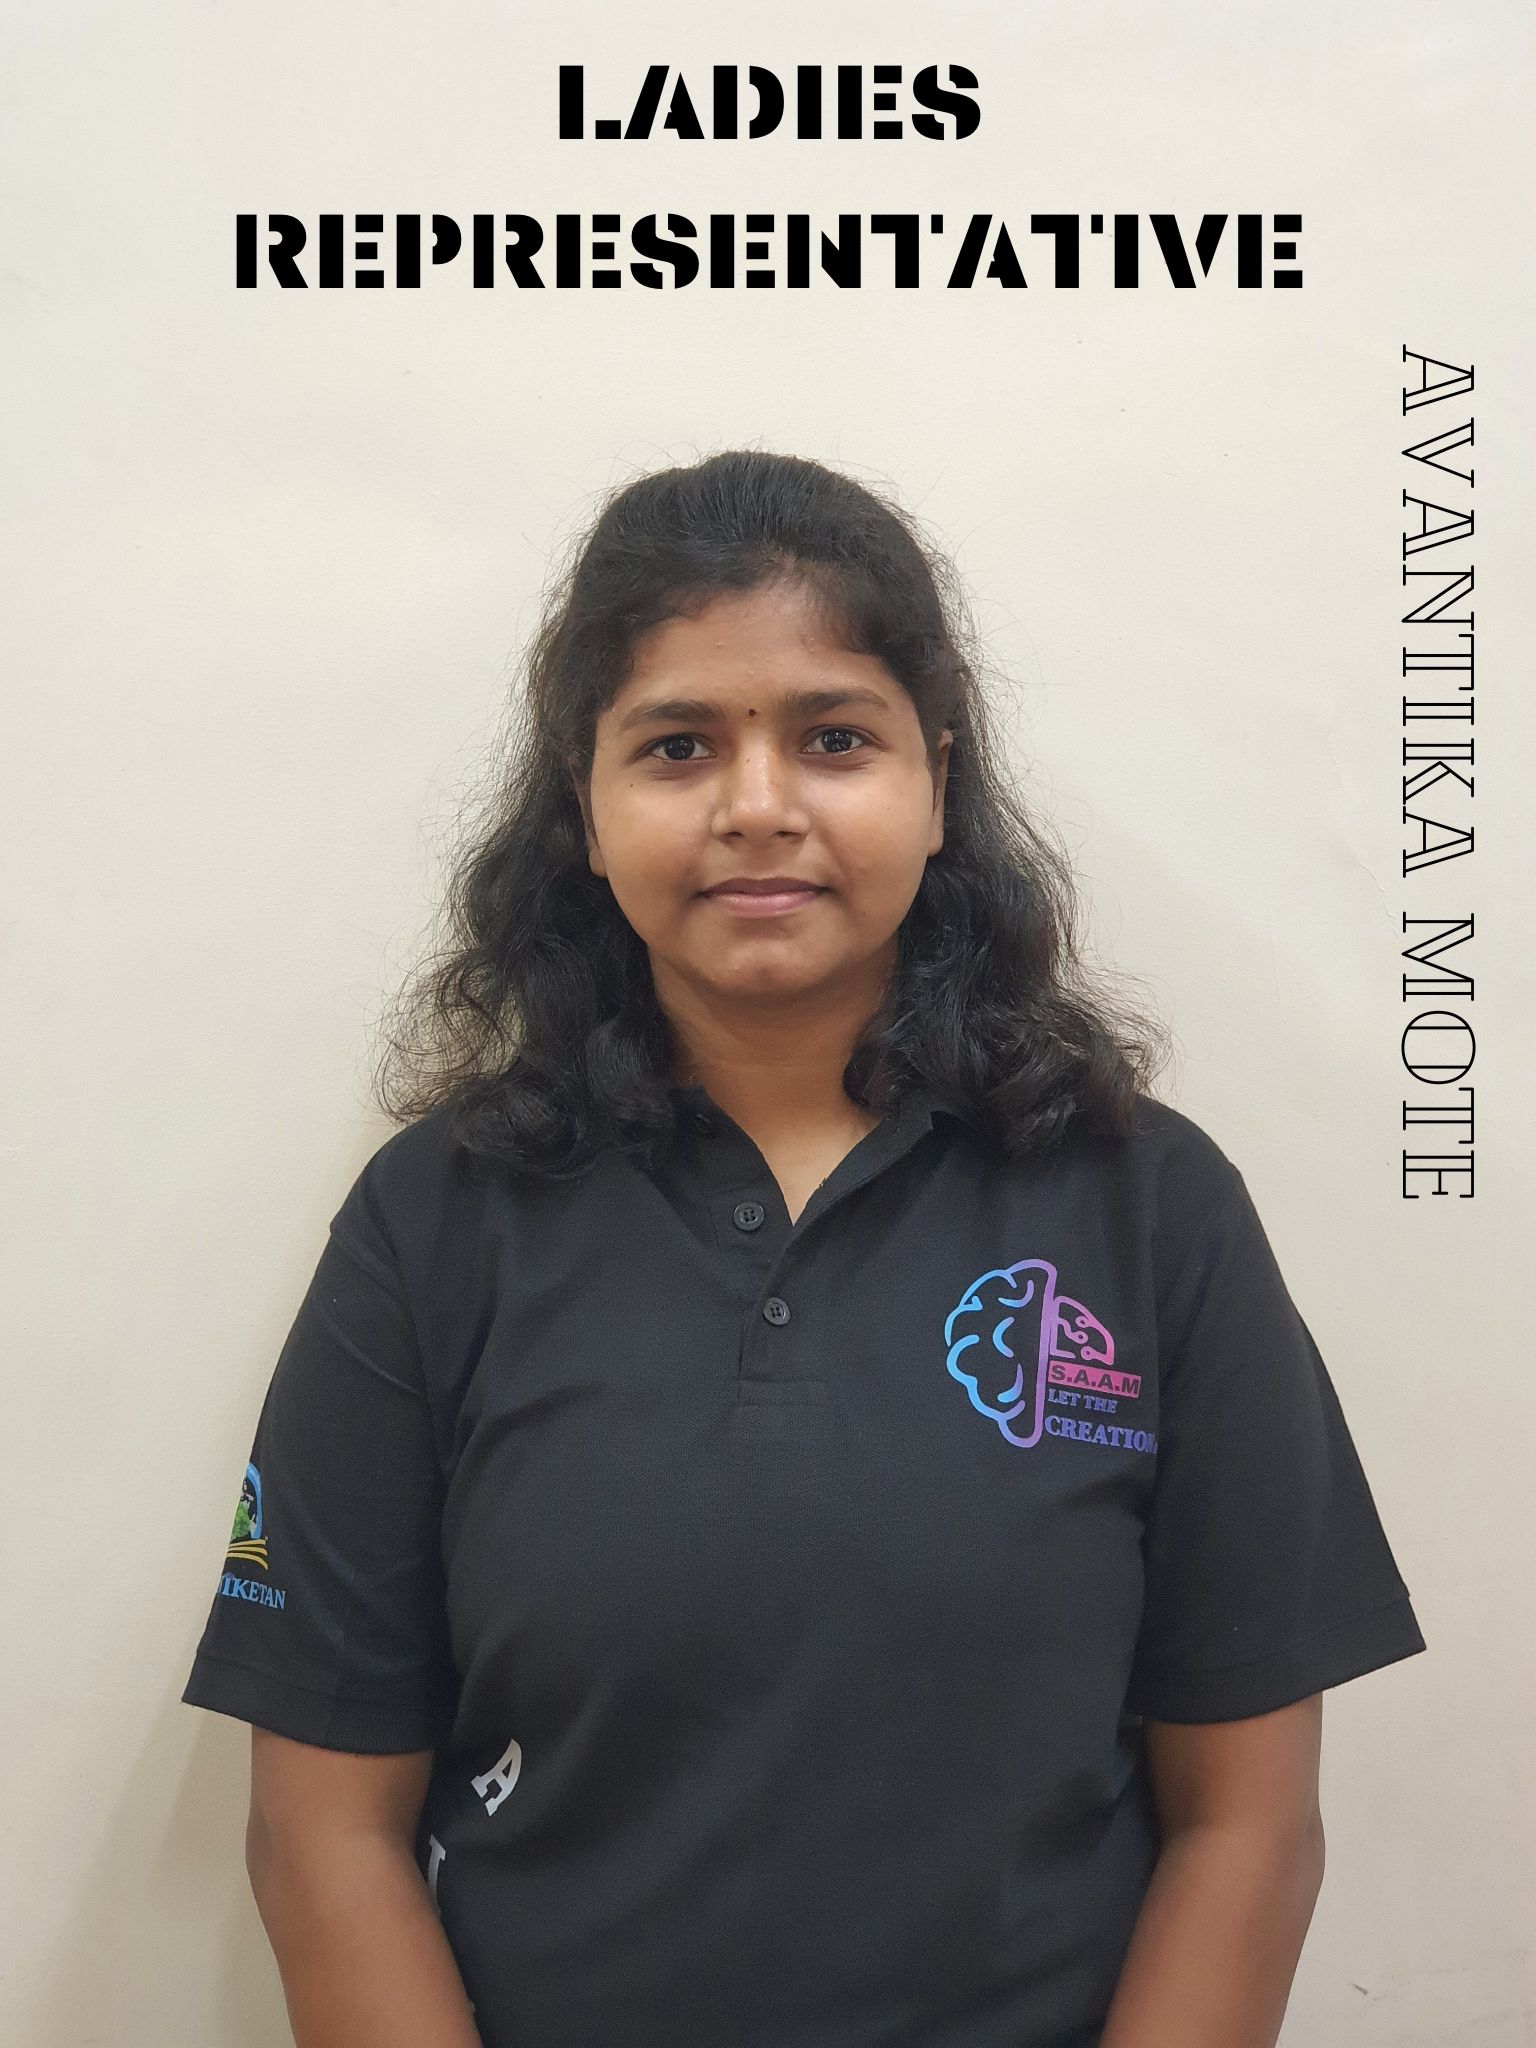 LADIES
REPRESENTATIVE
AVANTIKA MOTE
S.A.A.M
LET THE
CREATION
A
I